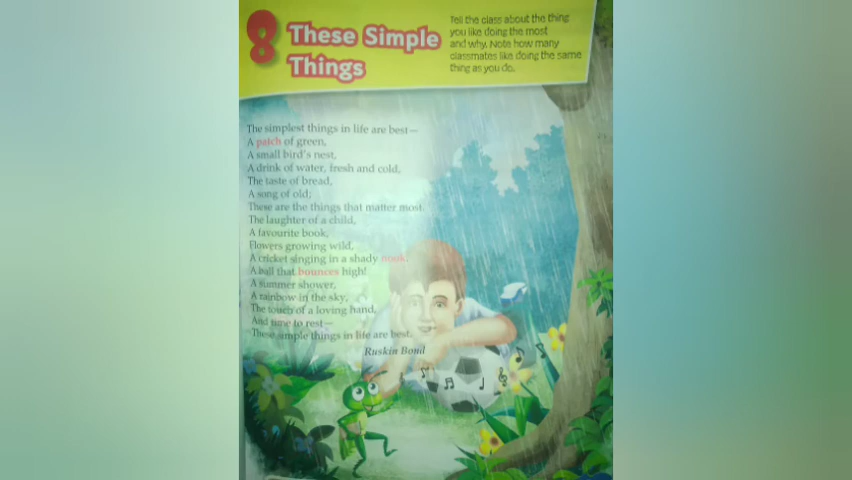 8
These Simple
Things
Tell the class about the thing
you like doing the most
and why. Note how many
classmates like doing the same
thing as you do.
The simplest things in life are best—
A patch of green,
A small bird's nest,
A drink of water, fresh and cold,
The taste of bread,
A song of old;
These are the things that matter most.
The laughter of a child,
A favourite book,
Flowers growing wild,
A cricket singing in a shady nook.
A ball that bounces high!
A summer shower,
A rainbow in the sky,
The touch of a loving hand,
And time to rest—
These simple things in life are best.
Ruskin Bond